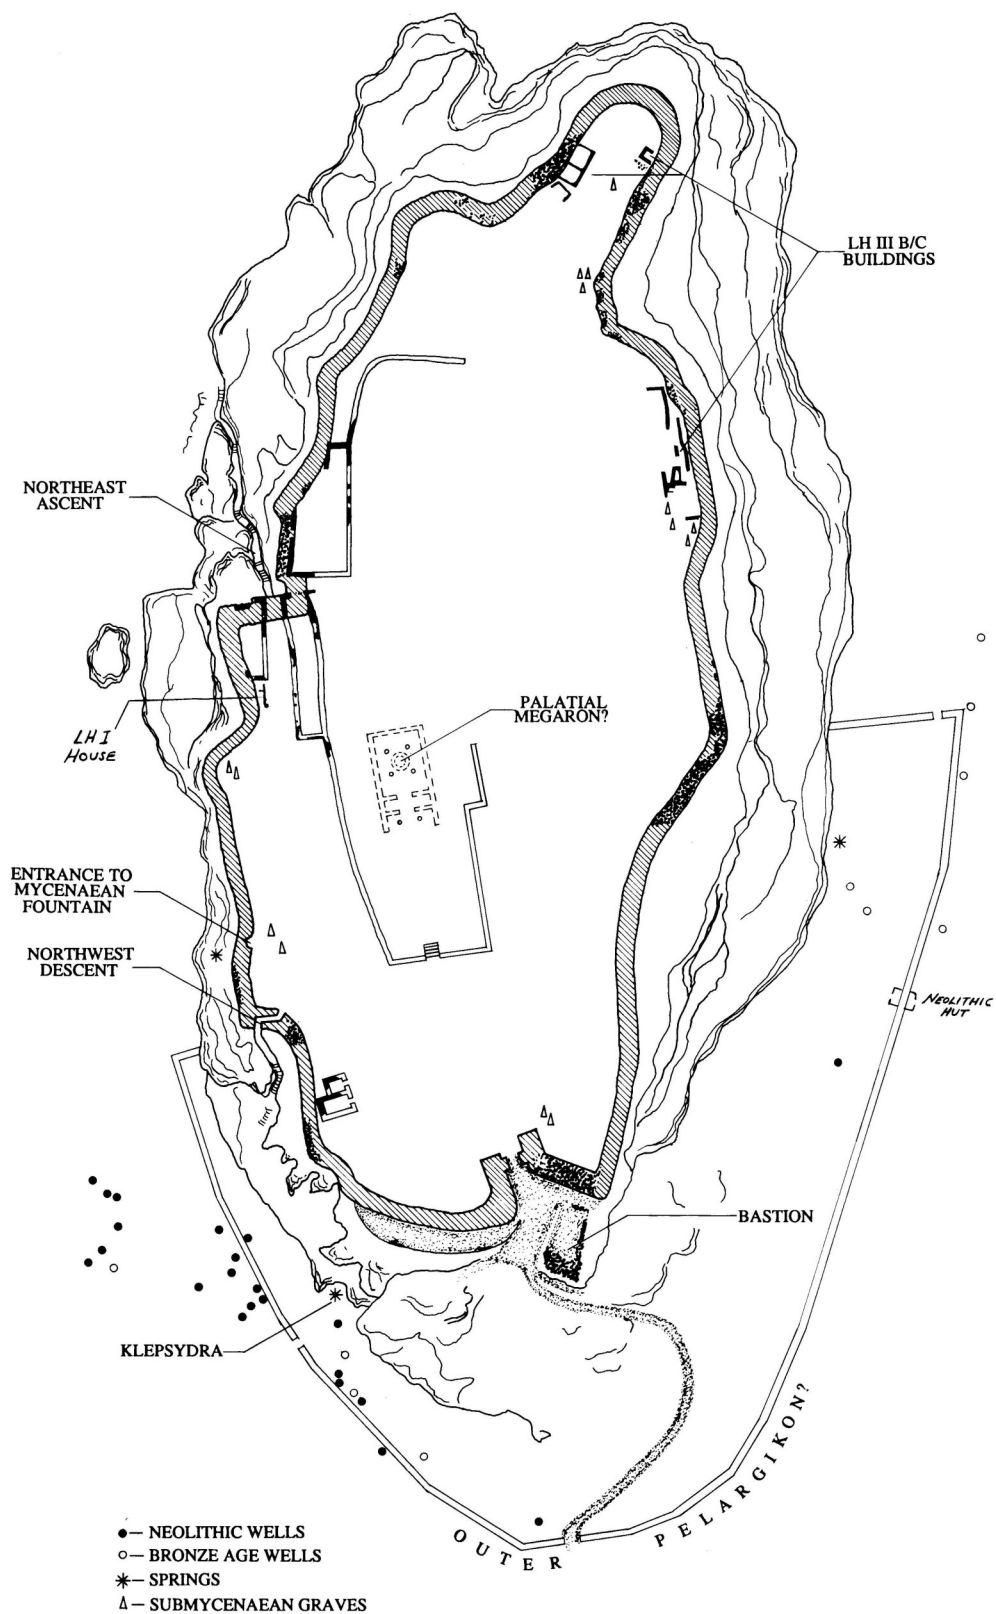 LH III B/C
BUILDINGS
NORTHEAST
ASCENT
PALATIAL
MEGARON?
LH I
HOUSE
ENTRANCE TO
MYCENAEAN
FOUNTAIN
NORTHWEST
DESCENT
NEOLITHIC
HUT
BASTION
KLEPSYDRA
OUTER PELARGIKON?
NEOLITHIC WELLS
BRONZE AGE WELLS
SPRINGS
SUBMYCENAEAN GRAVES